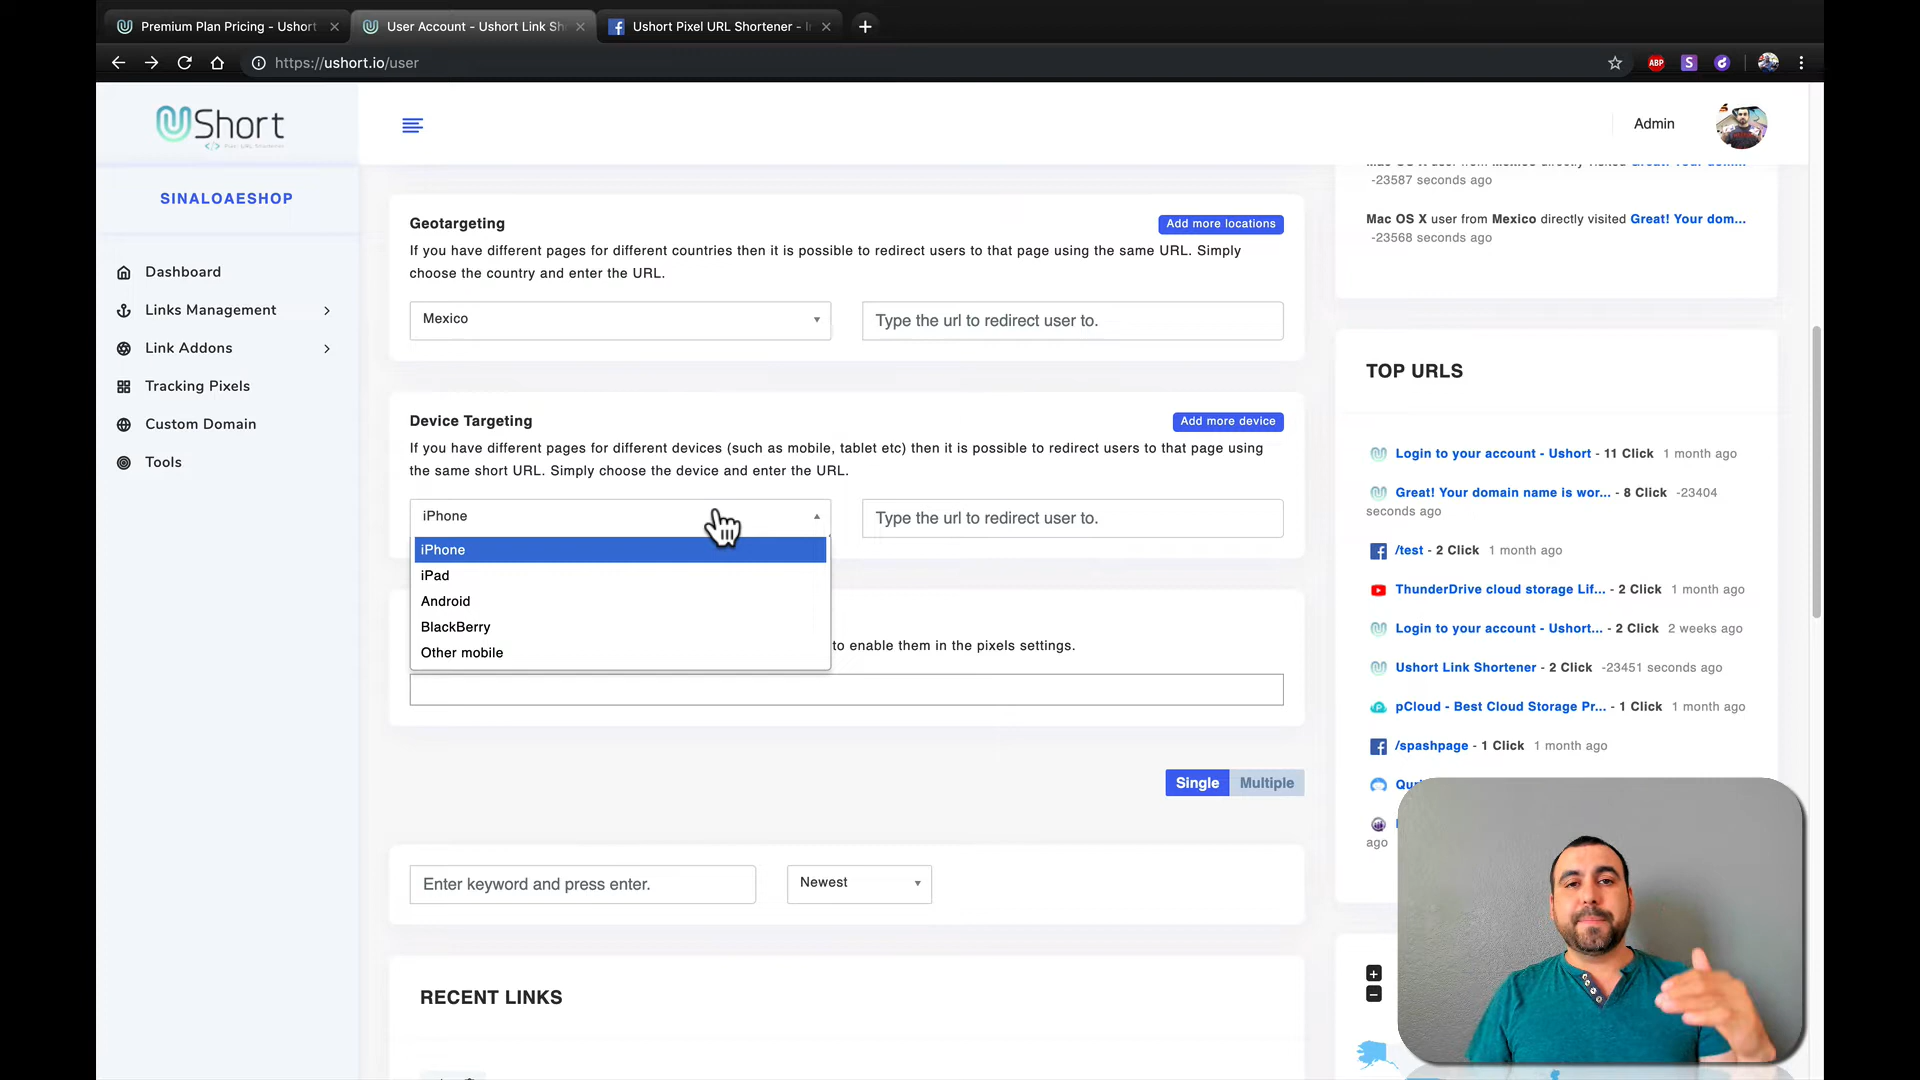 Premium Plan Pricing - Ushort
User Account - Ushort Link Sh
Ushort Pixel URL Shortener - I
https://ushort.io/user
ABP
S
UShort
Admin
SINALOAESHOP
Dashboard
Links Management
Link Addons
Tracking Pixels
Custom Domain
Tools
Geotargeting
Add more locations
If you have different pages for different countries then it is possible to redirect users to that page using the same URL. Simply
choose the country and enter the URL.
Mexico
Type the url to redirect user to.
Device Targeting
Add more device
If you have different pages for different devices (such as mobile, tablet etc) then it is possible to redirect users to that page using
the same short URL. Simply choose the device and enter the URL.
iPhone
Type the url to redirect user to.
iPhone
iPad
Android
BlackBerry
Other mobile
to enable them in the pixels settings.
Single
Multiple
Enter keyword and press enter.
Newest
RECENT LINKS
Mac OS X user from Mexico directly visited Great! Your dom...
-23587 seconds ago
Mac OS X user from Mexico directly visited Great! Your dom...
-23568 seconds ago
TOP URLS
Login to your account - Ushort - 11 Click 1 month ago
Great! Your domain name is wor... - 8 Click -23404
seconds ago
/test - 2 Click 1 month ago
ThunderDrive cloud storage Lif... - 2 Click 1 month ago
Login to your account - Ushort... - 2 Click 2 weeks ago
Ushort Link Shortener - 2 Click -23451 seconds ago
pCloud - Best Cloud Storage Pr... - 1 Click 1 month ago
/spashpage - 1 Click 1 month ago
ago
+
−